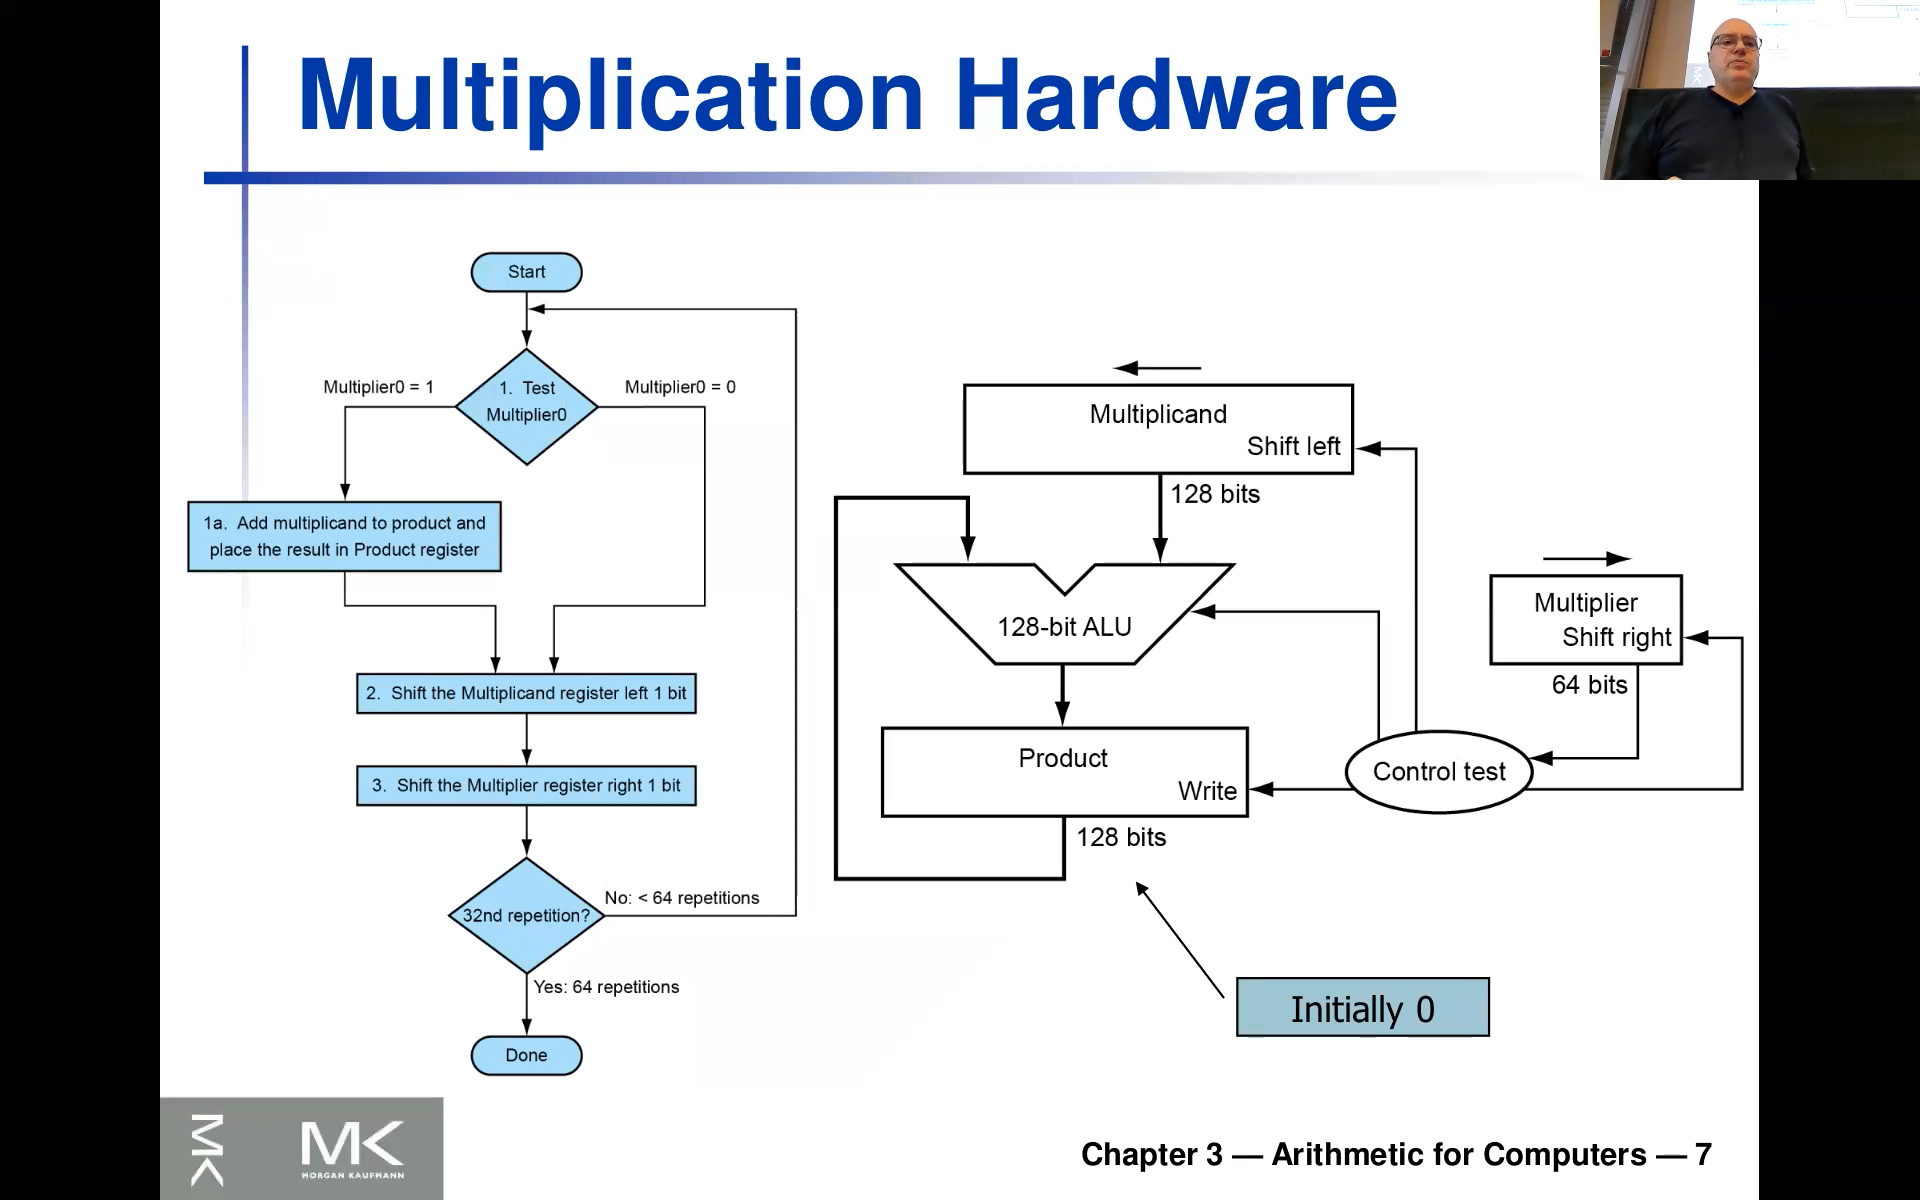 Multiplication Hardware
Start
Multiplier0 = 1
1. Test
Multiplier0
Multiplier0 = 0
1a. Add multiplicand to product and
place the result in Product register
2. Shift the Multiplicand register left 1 bit
3. Shift the Multiplier register right 1 bit
32nd repetition?
No: < 64 repetitions
Yes: 64 repetitions
Done
Multiplicand
Shift left
128 bits
128-bit ALU
Multiplier
Shift right
64 bits
Product
Write
128 bits
Control test
Initially 0
MK
MK
MORGAN KAUFMANN
Chapter 3 — Arithmetic for Computers — 7